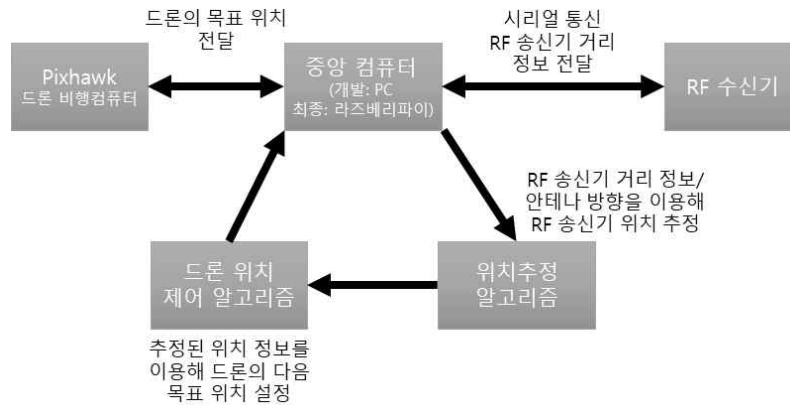 드론의 목표 위치
전달
시리얼 통신
RF 송신기 거리
정보 전달
Pixhawk
드론 비행컴퓨터
중앙 컴퓨터
(개발: PC
최종: 라즈베리파이)
RF 수신기
RF 송신기 거리 정보/
안테나 방향을 이용해
RF 송신기 위치 추정
드론 위치
제어 알고리즘
위치추정
알고리즘
추정된 위치 정보를
이용해 드론의 다음
목표 위치 설정